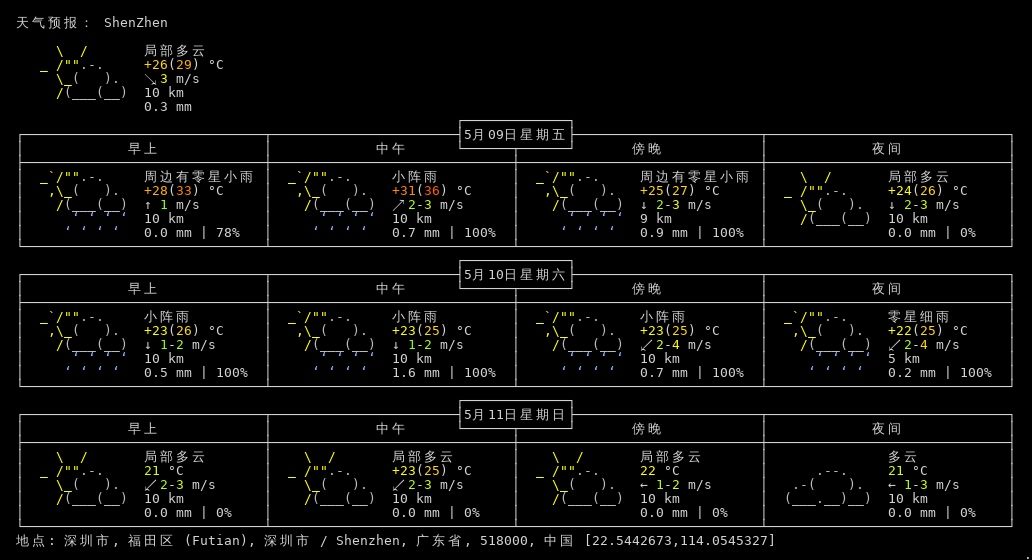 天气预报： ShenZhen
局部多云
+26(29) °C
↘ 3 m/s
10 km
0.3 mm
5月09日星期五
早上 中午 傍晚 夜间
周边有零星小雨 小阵雨 周边有零星小雨 局部多云
+28(33) °C +31(36) °C +25(27) °C +24(26) °C
↑ 1 m/s ↗ 2-3 m/s ↓ 2-3 m/s ↓ 2-3 m/s
10 km 10 km 9 km 10 km
0.0 mm | 78% 0.7 mm | 100% 0.9 mm | 100% 0.0 mm | 0%
5月10日星期六
早上 中午 傍晚 夜间
小阵雨 小阵雨 小阵雨 零星细雨
+23(26) °C +23(25) °C +23(25) °C +22(25) °C
↓ 1-2 m/s ↓ 1-2 m/s ↙ 2-4 m/s ↙ 2-4 m/s
10 km 10 km 10 km 5 km
0.5 mm | 100% 1.6 mm | 100% 0.7 mm | 100% 0.2 mm | 100%
5月11日星期日
早上 中午 傍晚 夜间
局部多云 局部多云 局部多云 多云
21 °C +23(25) °C 22 °C 21 °C
↙ 2-3 m/s ↙ 2-3 m/s ← 1-2 m/s ← 1-3 m/s
10 km 10 km 10 km 10 km
0.0 mm | 0% 0.0 mm | 0% 0.0 mm | 0% 0.0 mm | 0%
地点: 深圳市, 福田区 (Futian), 深圳市 / Shenzhen, 广东省, 518000, 中国 [22.5442673,114.0545327]